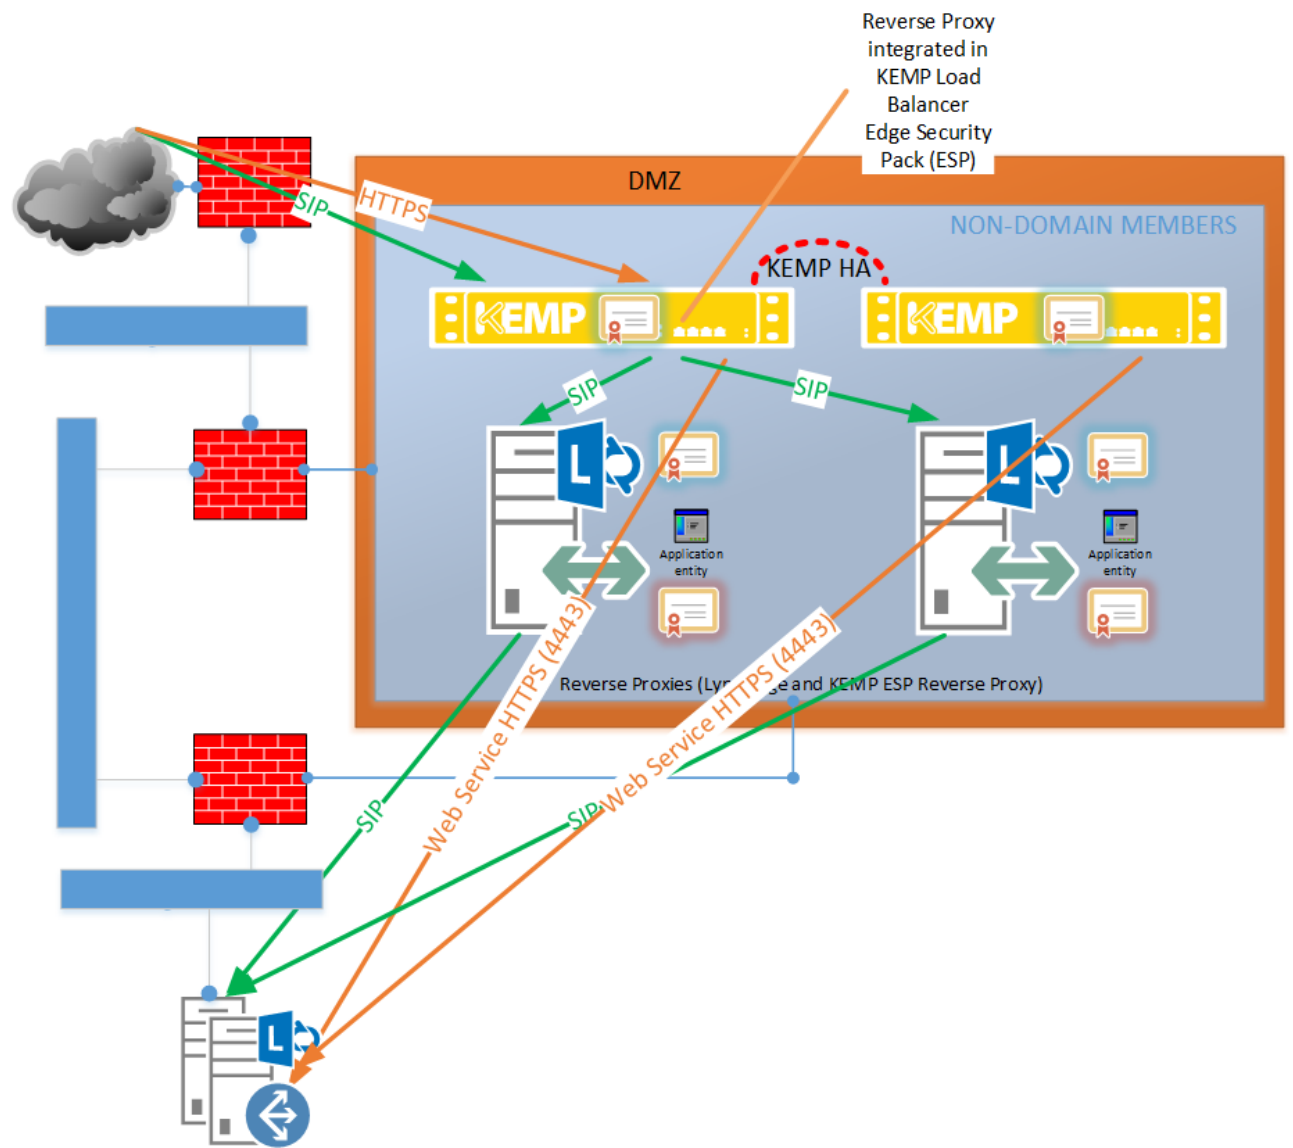 Reverse Proxy
integrated in
KEMP Load
Balancer
Edge Security
Pack (ESP)
DMZ
NON-DOMAIN MEMBERS
HTTPS
SIP
KEMP HA
KEMP
KEMP
SIP
SIP
L
L
Application
entity
Application
entity
Web Service HTTPS (4443)
Web Service HTTPS (4443)
Reverse Proxies (and KEMP ESP Reverse Proxy)
SIP
SIP
L